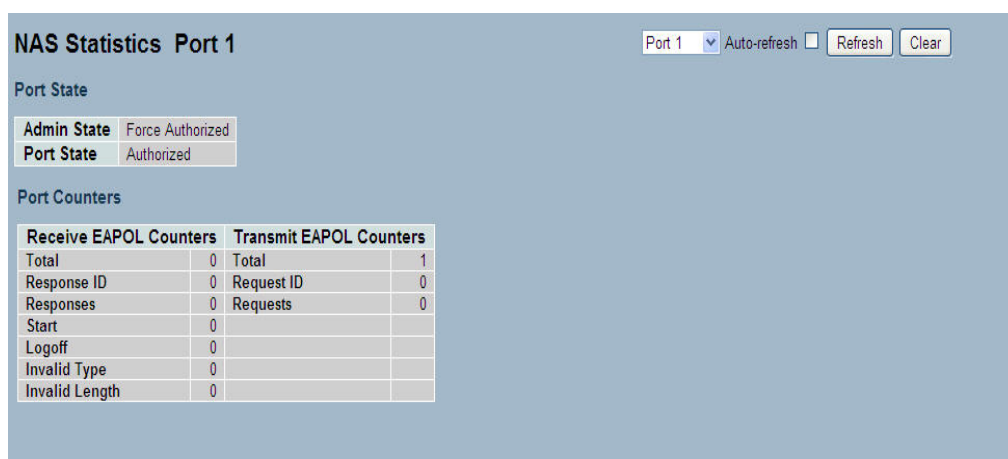 NAS Statistics Port 1
Port 1 Auto-refresh Refresh Clear
Port State
Admin State Force Authorized
Port State Authorized
Port Counters
Receive EAPOL Counters Transmit EAPOL Counters
Total 0 Total 1
Response ID 0 Request ID 0
Responses 0 Requests 0
Start 0
Logoff 0
Invalid Type 0
Invalid Length 0